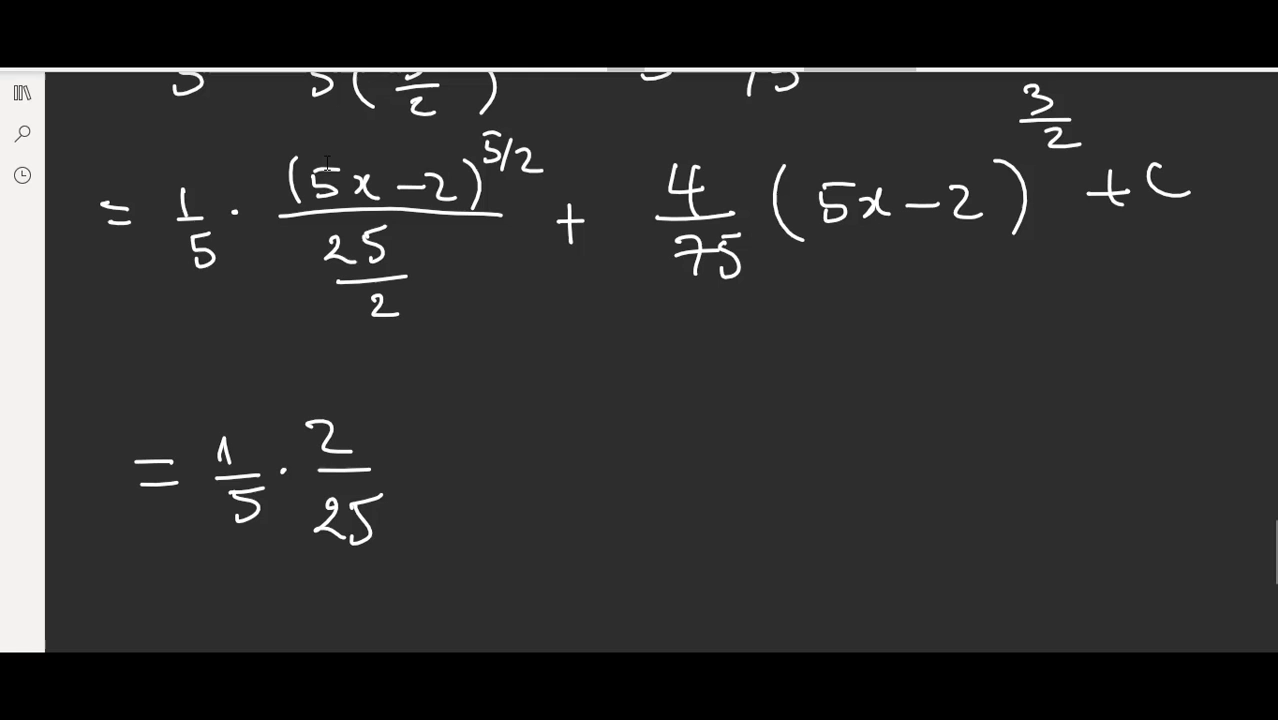 = 1/5 · (5x-2)^5/2 / (25/2) + 4/75 (5x-2)^3/2 + C
= 1/5 · 2/25